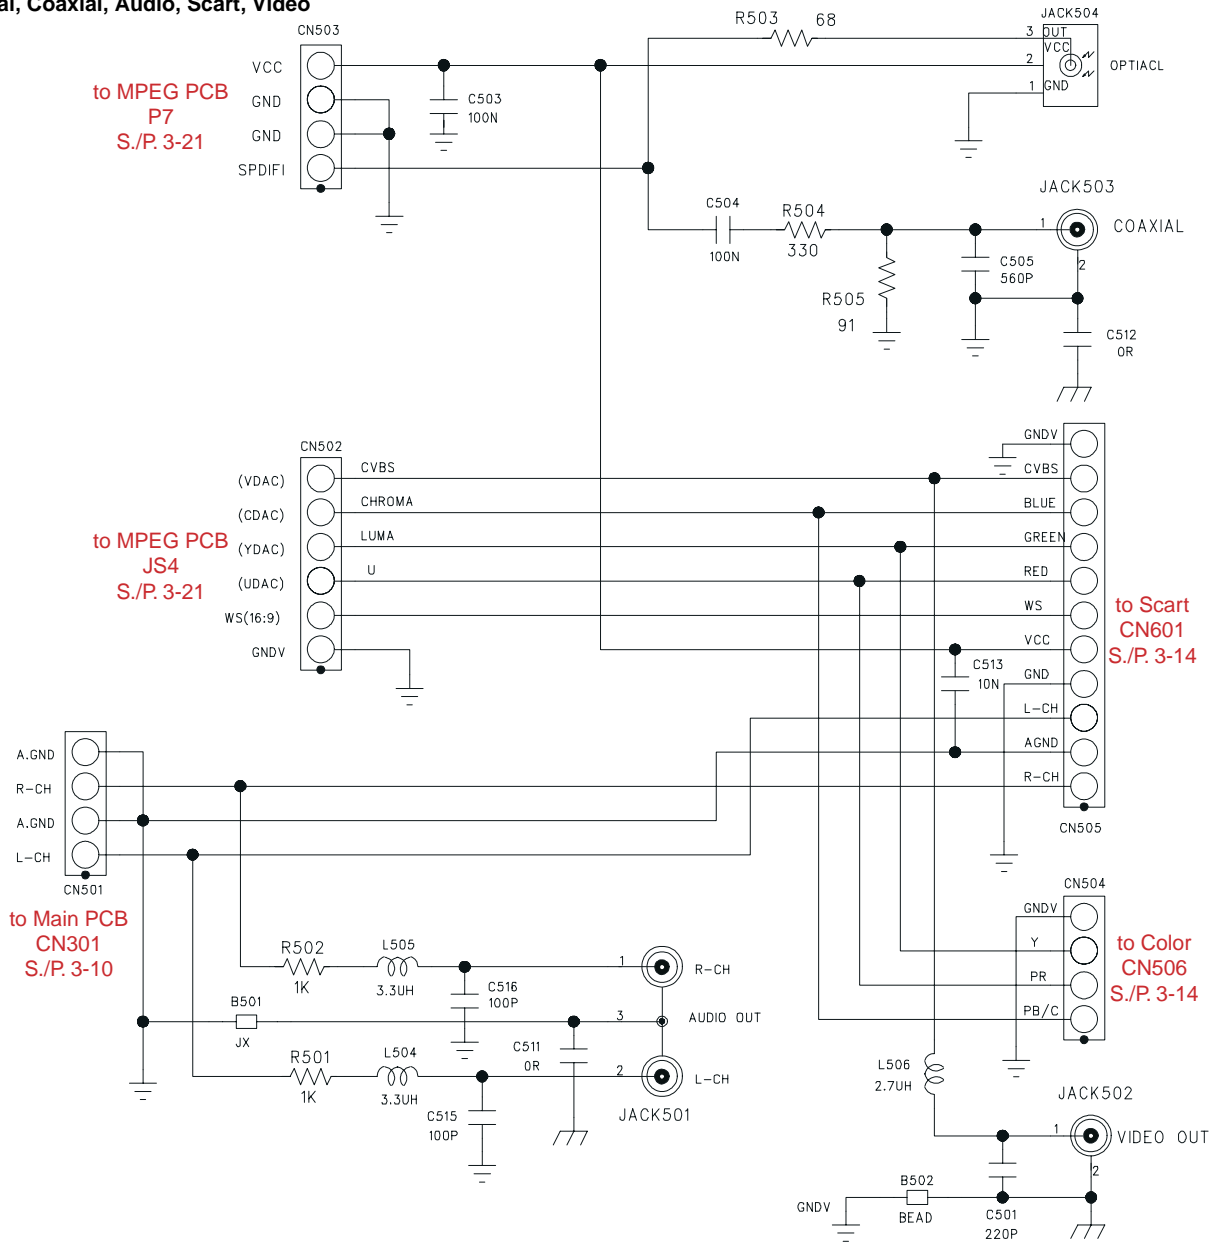 al, Coaxial, Audio, Scart, Video
CN503
VCC
GND
GND
SPDIFI
to MPEG PCB
P7
S./P. 3-21
C503
100N
R503 68
JACK504
3 OUT
VCC
2
1 GND
OPTIACL
C504
100N
R504
330
R505
91
C505
560P
JACK503
1
COAXIAL
2
C512
0R
CN502
(VDAC)
(CDAC)
(YDAC)
(UDAC)
WS(16:9)
GNDV
CVBS
CHROMA
LUMA
U
to MPEG PCB
JS4
S./P. 3-21
GNDV
CVBS
BLUE
GREEN
RED
WS
VCC
GND
L-CH
AGND
R-CH
CN505
to Scart
CN601
S./P. 3-14
C513
10N
A.GND
R-CH
A.GND
L-CH
CN501
to Main PCB
CN301
S./P. 3-10
CN504
GNDV
Y
PR
PB/C
to Color
CN506
S./P. 3-14
R502
1K
L505
3.3UH
C516
100P
1
R-CH
B501
JX
3
AUDIO OUT
C511
0R
R501
1K
L504
3.3UH
C515
100P
2
L-CH
JACK501
L506
2.7UH
JACK502
1
VIDEO OUT
2
GNDV
B502
BEAD
C501
220P